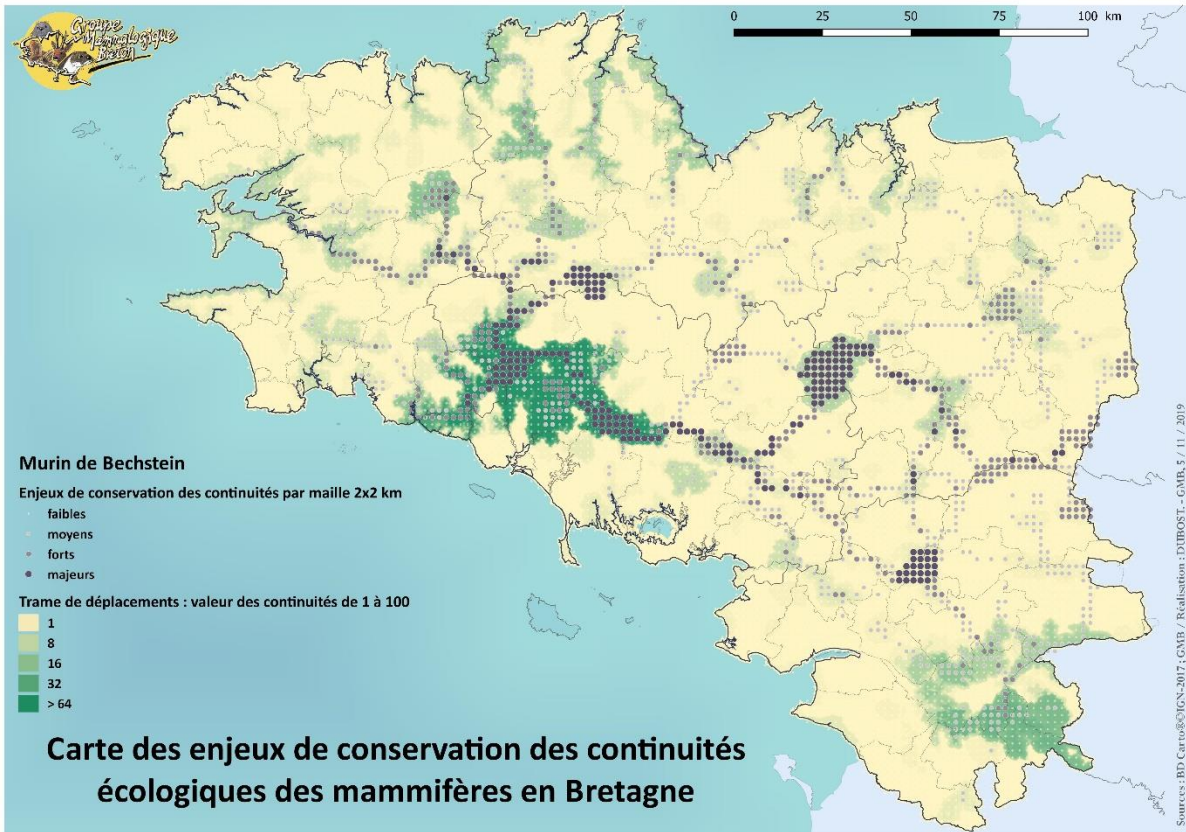 Groupe
Mammalogique
Breton
0 25 50 75 100 km
Murin de Bechstein
Enjeux de conservation des continuités par maille 2x2 km
faibles
moyens
forts
majeurs
Trame de déplacements : valeur des continuités de 1 à 100
1
8
16
32
> 64
Carte des enjeux de conservation des continuités
écologiques des mammifères en Bretagne
Sources : BD Carto®©IGN-2017 ; GMB / Réalisation : DUBOST. - GMB, 5 / 11 / 2019